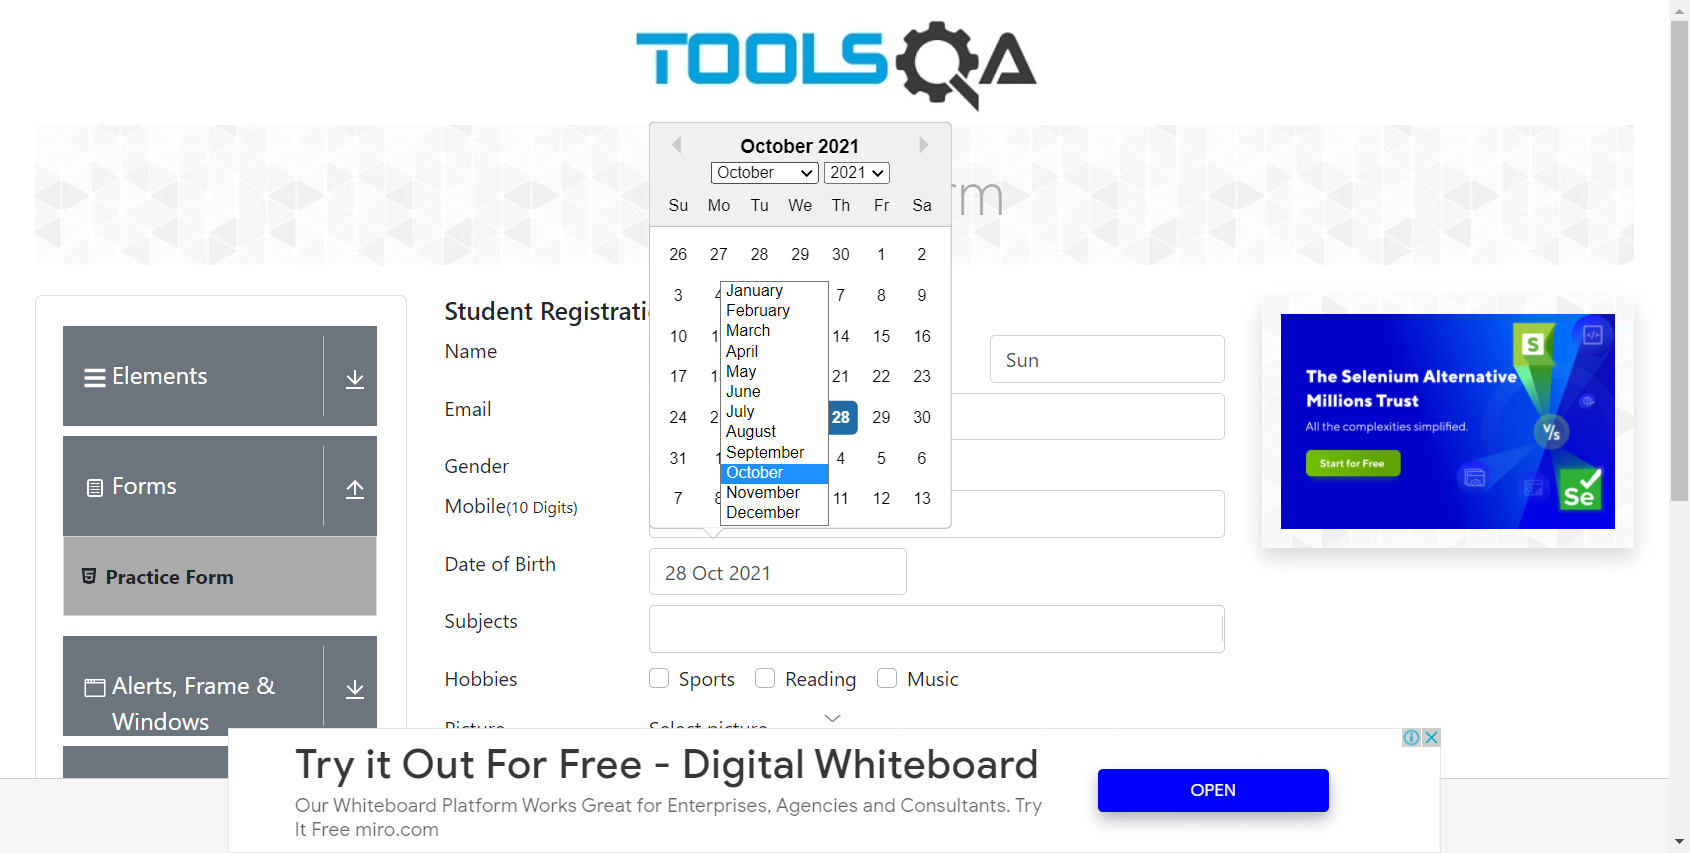 TOOLSQA
October 2021
October 2021
Su Mo Tu We Th Fr Sa
26 27 28 29 30 1 2
3 7 8 9
10 14 15 16
17 21 22 23
24 28 29 30
31 4 5 6
7 11 12 13
January
February
March
April
May
June
July
August
September
October
November
December
rm
Elements
Forms
Practice Form
Alerts, Frame &
Windows
Student Registrati
Name
Sun
Email
Gender
Mobile(10 Digits)
Date of Birth
28 Oct 2021
Subjects
Hobbies
Sports Reading Music
Picture
Select picture
The Selenium Alternative
Millions Trust
All the complexities simplified.
Start for Free
S
V/s
Se
Try it Out For Free - Digital Whiteboard
Our Whiteboard Platform Works Great for Enterprises, Agencies and Consultants. Try
It Free miro.com
OPEN